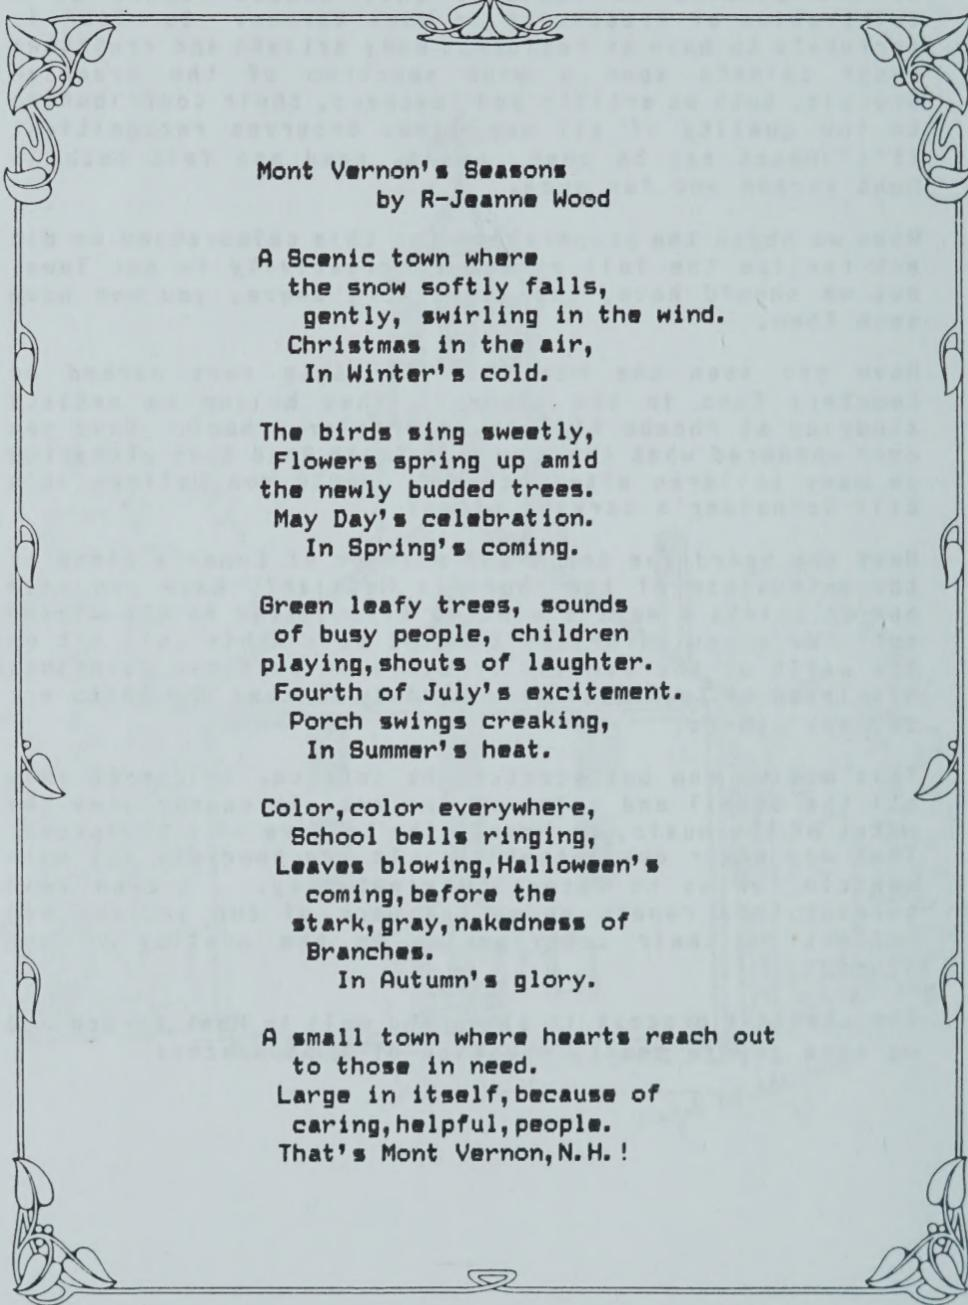 Mont Vernon's Seasons
by R-Jeanne Wood
A Scenic town where
the snow softly falls,
gently, swirling in the wind.
Christmas in the air,
In Winter's cold.
The birds sing sweetly,
Flowers spring up amid
the newly budded trees.
May Day's celebration.
In Spring's coming.
Green leafy trees, sounds
of busy people, children
playing,shouts of laughter.
Fourth of July's excitement.
Porch swings creaking,
In Summer's heat.
Color,color everywhere,
School bells ringling,
Leaves blowing,Halloween's
coming,before the
stark,gray,nakedness of
Branches.
In Autumn's glory.
A small town where hearts reach out
to those in need.
Large in itself,because of
caring,helpful,people.
That's Mont Vernon,N.H.!